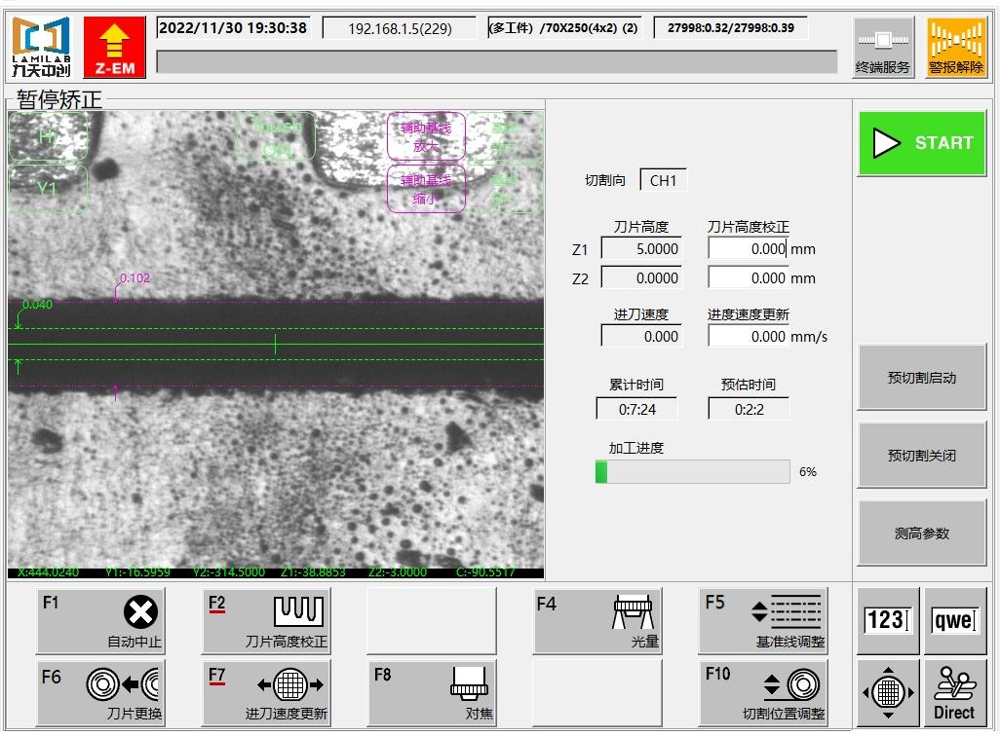 LAMILAB
九天中创
Z-EM
2022/11/30 19:30:38
192.168.1.5(229)
(多工件) /70X250(4x2) (2)
27998:0.32/27998:0.39
终端服务
警报解除
暂停矫正
Hi
Touch
ON
辅助基线
放大
基线
Y1
辅助基线
缩小
基线
0.102
0.040
X:444.0240 Y1:-16.5959 Y2:-314.5000 Z1:-38.8853 Z2:-3.0000 C:-90.5517
切割向 CH1
刀片高度 刀片高度校正
Z1 5.0000 0.000 mm
Z2 0.0000 0.000 mm
进刀速度 进度速度更新
0.000 0.000 mm/s
累计时间 预估时间
0:7:24 0:2:2
加工进度
6%
START
预切割启动
预切割关闭
测高参数
F1 自动中止
F2 刀片高度校正
F4 光量
F5 基准线调整
F6 刀片更换
F7 进刀速度更新
F8 对焦
F10 切割位置调整
123
qwe
Direct